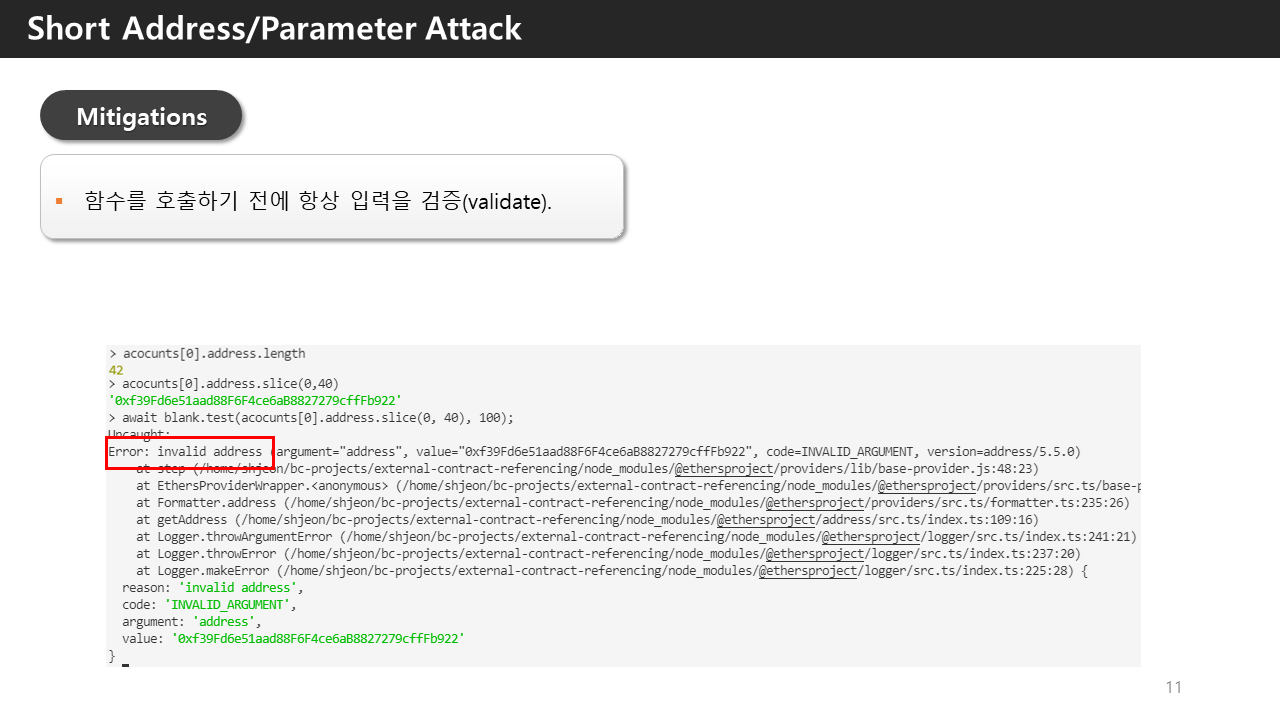 Short Address/Parameter Attack
Mitigations
▪ 함수를 호출하기 전에 항상 입력을 검증(validate).
> acocunts[0].address.length
42
> acocunts[0].address.slice(0,40)
'0xf39Fd6e51aad88F6F4ce6aB8827279cffFb922'
> await blank.test(acocunts[0].address.slice(0, 40), 100);
Uncaught:
Error: invalid address (argument="address", value="0xf39Fd6e51aad88F6F4ce6aB8827279cffFb922", code=INVALID_ARGUMENT, version=address/5.5.0)
at step (/home/shjeon/bc-projects/external-contract-referencing/node_modules/@ethersproject/providers/lib/base-provider.js:48:23)
at EthersProviderWrapper.<anonymous> (/home/shjeon/bc-projects/external-contract-referencing/node_modules/@ethersproject/providers/src.ts/base-p
at Formatter.address (/home/shjeon/bc-projects/external-contract-referencing/node_modules/@ethersproject/providers/src.ts/formatter.ts:235:26)
at getAddress (/home/shjeon/bc-projects/external-contract-referencing/node_modules/@ethersproject/address/src.ts/index.ts:109:16)
at Logger.throwArgumentError (/home/shjeon/bc-projects/external-contract-referencing/node_modules/@ethersproject/logger/src.ts/index.ts:241:21)
at Logger.throwError (/home/shjeon/bc-projects/external-contract-referencing/node_modules/@ethersproject/logger/src.ts/index.ts:237:20)
at Logger.makeError (/home/shjeon/bc-projects/external-contract-referencing/node_modules/@ethersproject/logger/src.ts/index.ts:225:28) {
reason: 'invalid address',
code: 'INVALID_ARGUMENT',
argument: 'address',
value: '0xf39Fd6e51aad88F6F4ce6aB8827279cffFb922'
}
11